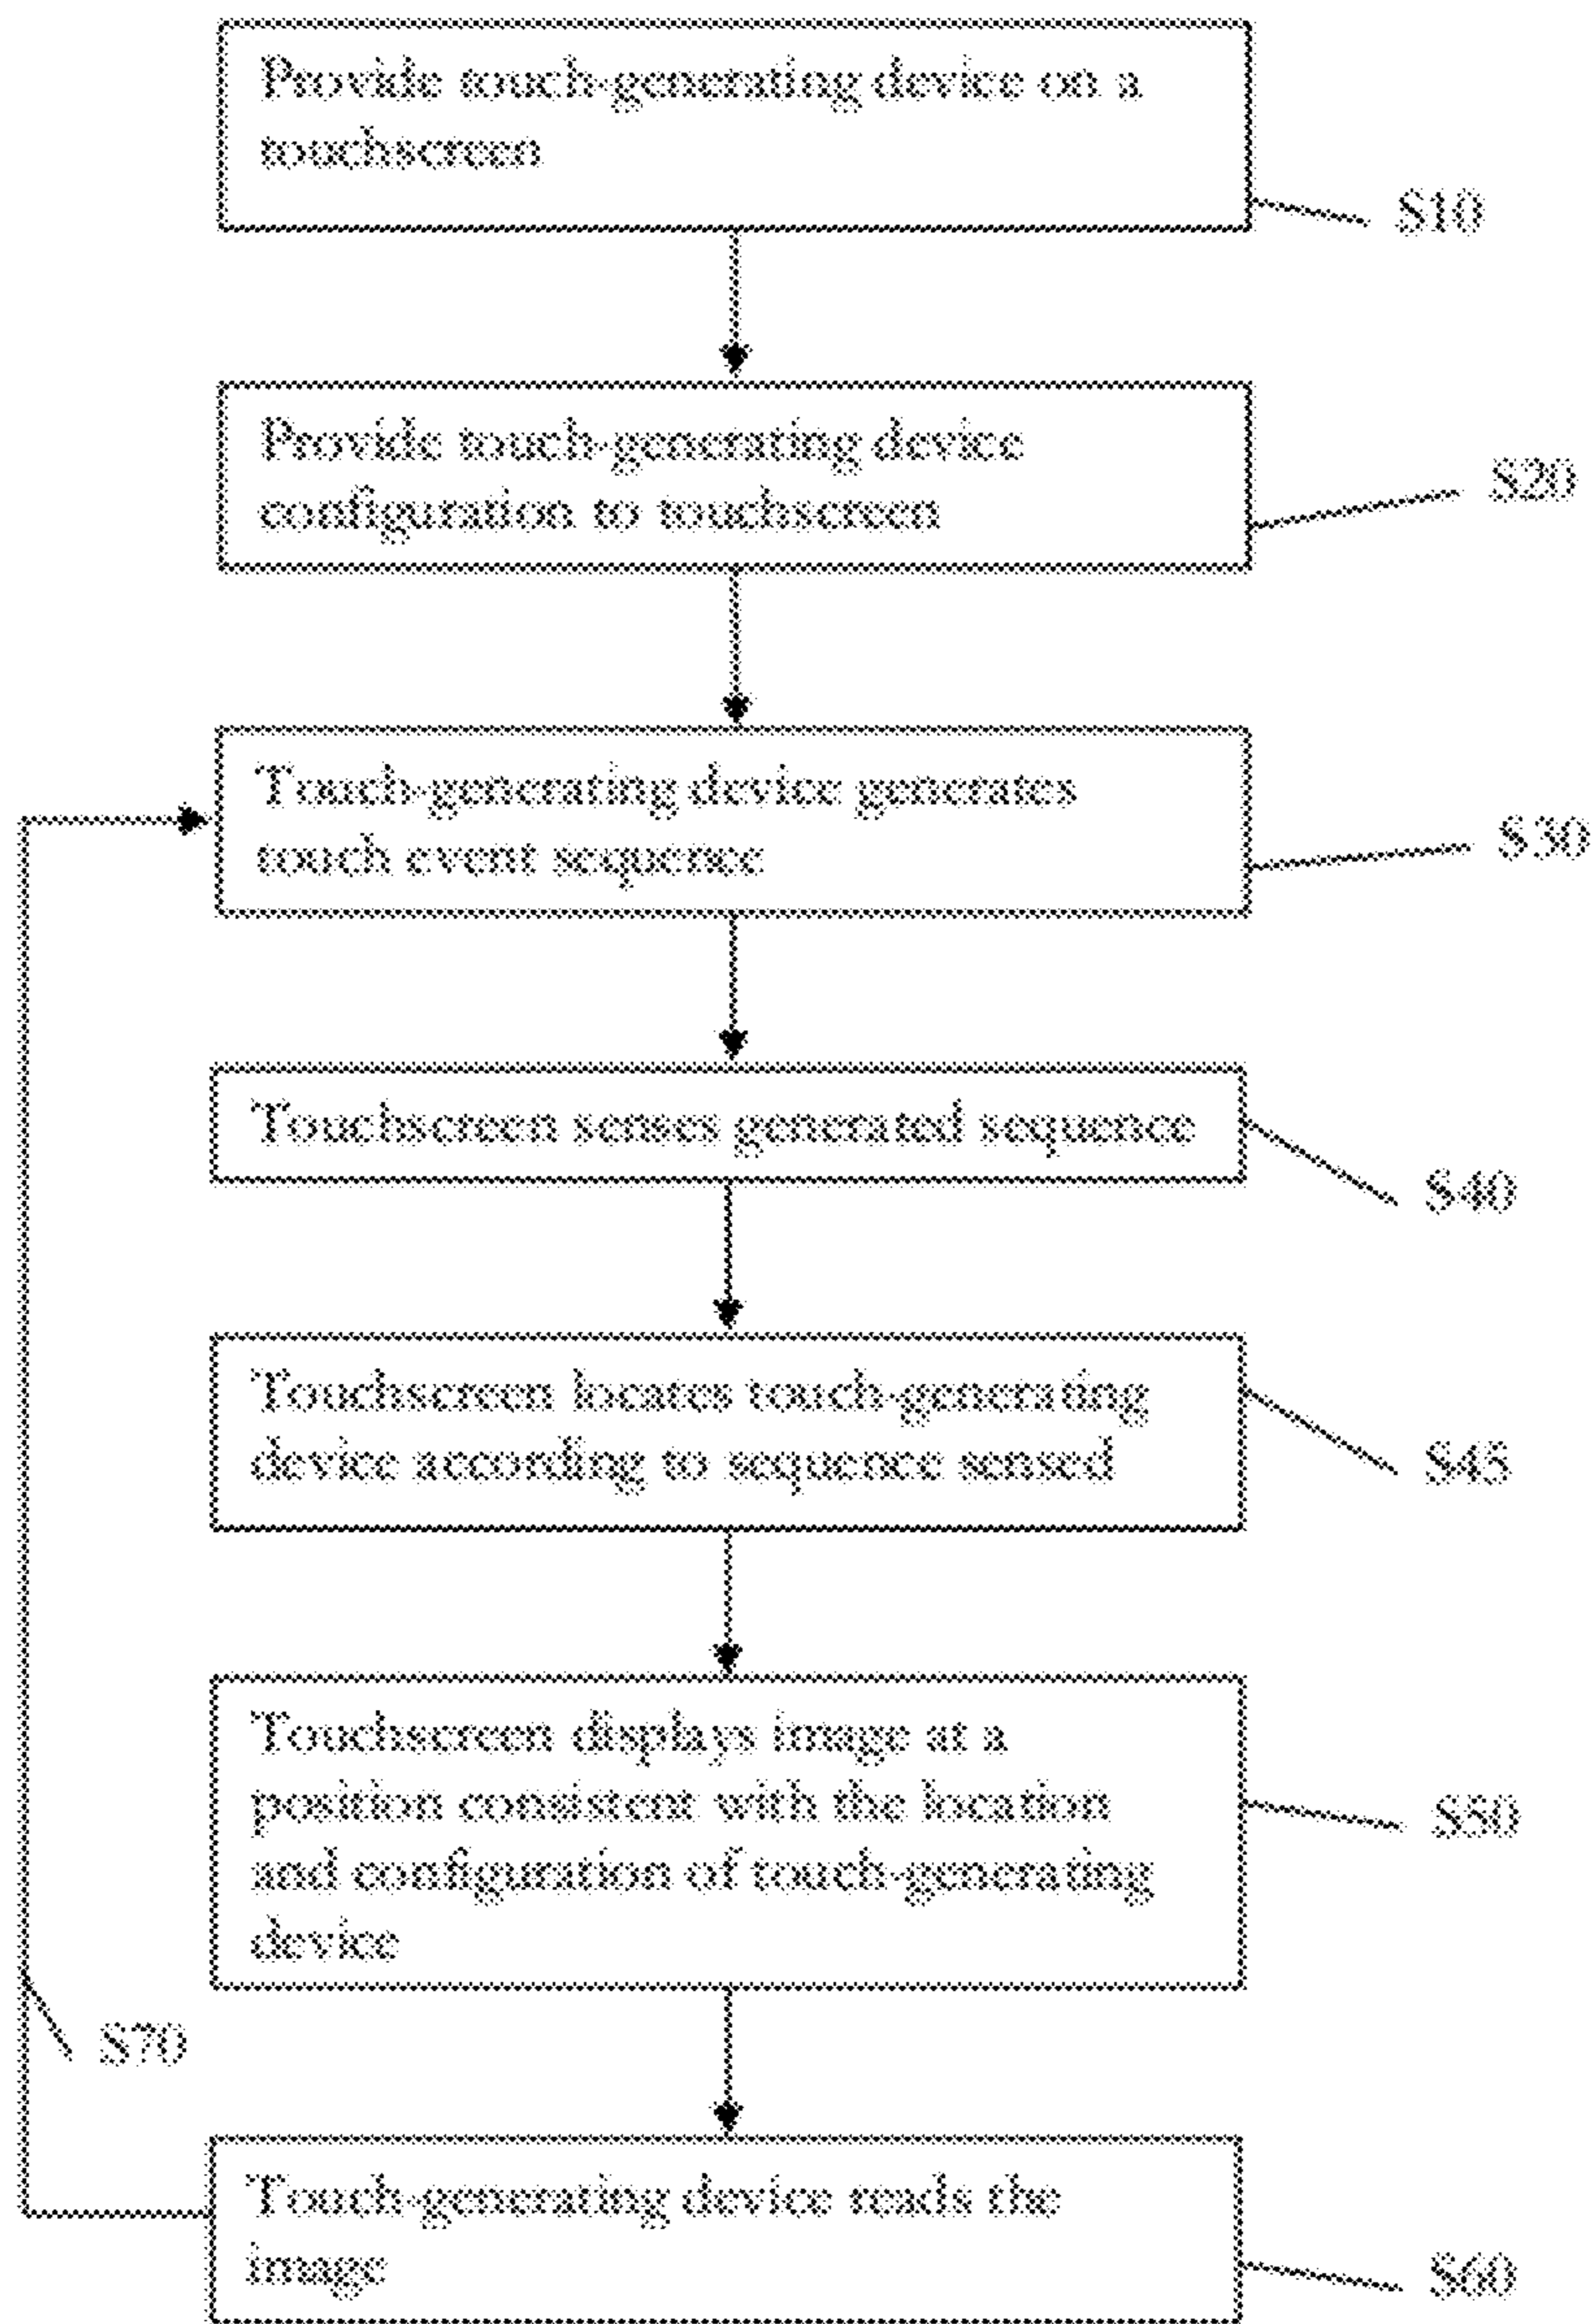 Provide touch-generating device on a
touchscreen
S10
Provide touch-generating device
configuration to touchscreen
S20
Touch-generating device generates
touch event sequence
S30
Touchscreen senses generated sequence
S40
Touchscreen locates touch-generating
device according to sequence sensed
S45
Touchscreen displays image at a
position consistent with the location
and configuration of touch-generating
device
S50
S70
Touch-generating device reads the
image
S60